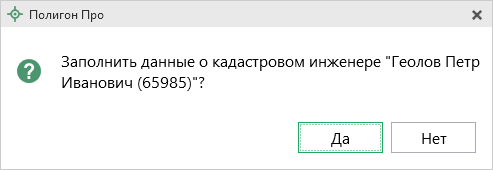 Полигон Про
Заполнить данные о кадастровом инженере "Геолов Петр
Иванович (65985)"?
Да
Нет